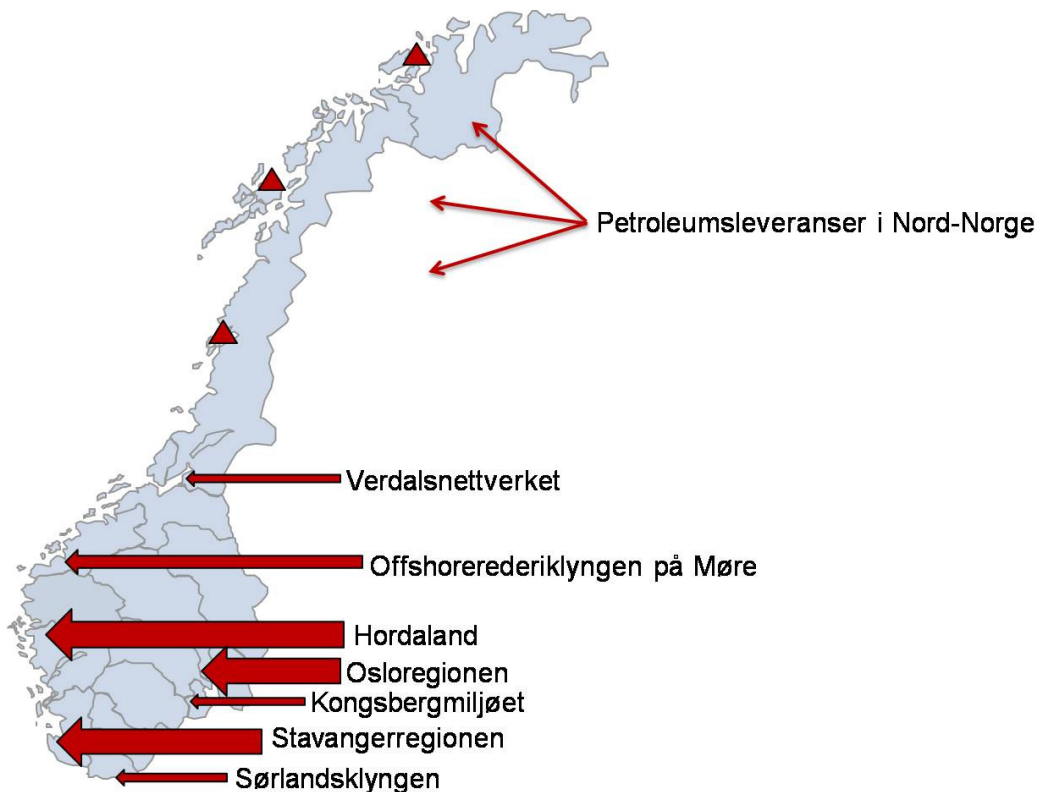 Petroleumsleveranser i Nord-Norge
Verdalsnettverket
Offshorerederiklyngen på Møre
Hordaland
Osloregionen
Kongsbergmiljøet
Stavangerregionen
Sørlandsklyngen